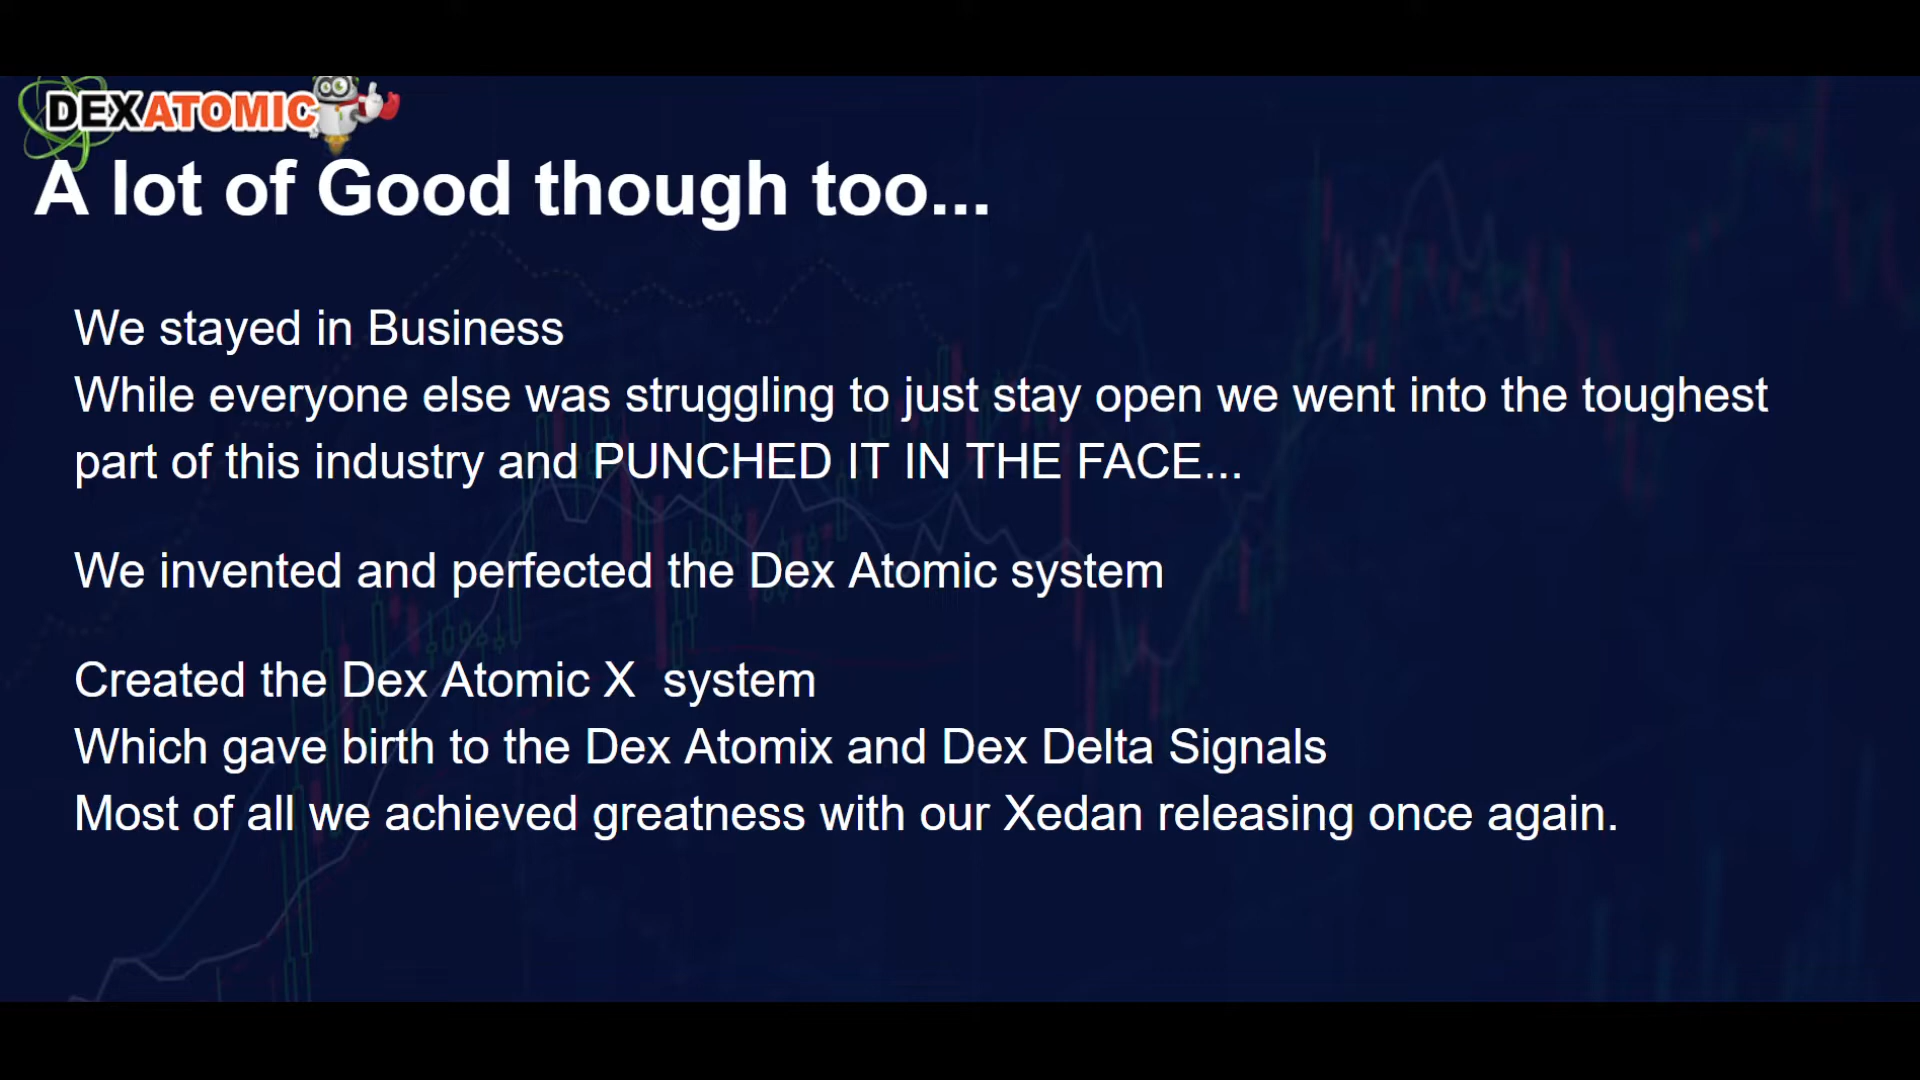 DEXATOMIC
A lot of Good though too...
We stayed in Business
While everyone else was struggling to just stay open we went into the toughest
part of this industry and PUNCHED IT IN THE FACE...
We invented and perfected the Dex Atomic system
Created the Dex Atomic X  system
Which gave birth to the Dex Atomix and Dex Delta Signals
Most of all we achieved greatness with our Xedan releasing once again.